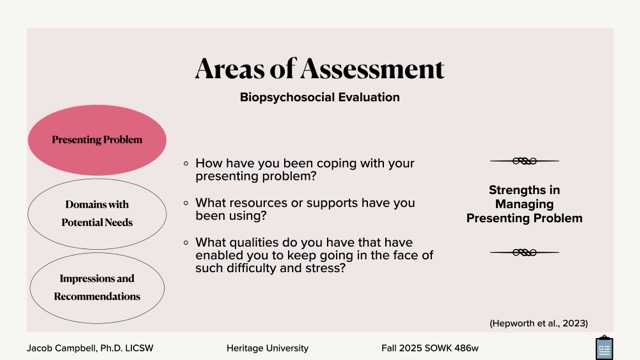 Areas of Assessment
Biopsychosocial Evaluation
Presenting Problem
Domains with
Potential Needs
Impressions and
Recommendations
How have you been coping with your
presenting problem?
What resources or supports have you
been using?
What qualities do you have that have
enabled you to keep going in the face of
such difficulty and stress?
Strengths in
Managing
Presenting Problem
(Hepworth et al., 2023)
Jacob Campbell, Ph.D. LICSW
Heritage University
Fall 2025 SOWK 486w